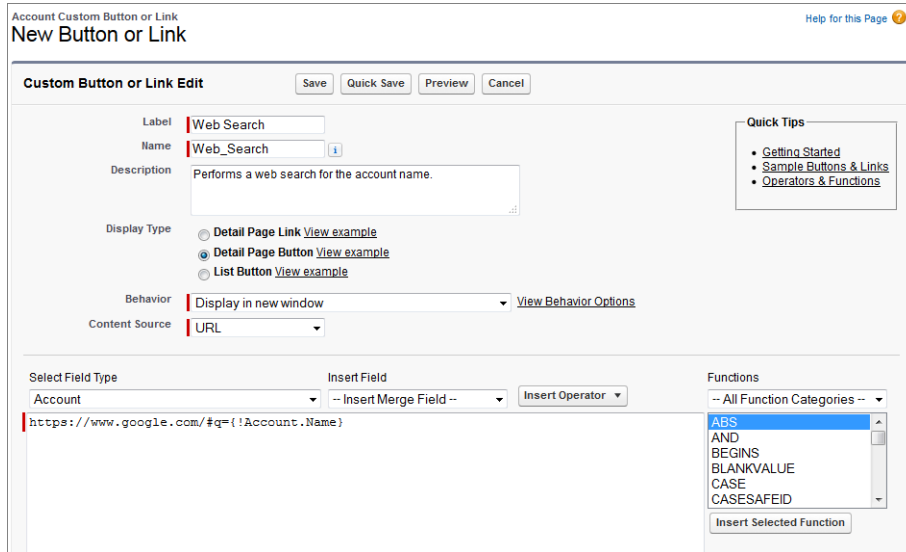 Account Custom Button or Link
Help for this Page
New Button or Link
Custom Button or Link Edit
Save
Quick Save
Preview
Cancel
Label
Web Search
Name
Web_Search
i
Description
Performs a web search for the account name.
Quick Tips
Getting Started
Sample Buttons & Links
Operators & Functions
Display Type
Detail Page Link View example
Detail Page Button View example
List Button View example
Behavior
Display in new window
View Behavior Options
Content Source
URL
Select Field Type
Insert Field
Functions
Account
-- Insert Merge Field --
Insert Operator
-- All Function Categories --
https://www.google.com/#q={!Account.Name}
ABS
AND
BEGINS
BLANKVALUE
CASE
CASESAFEID
Insert Selected Function